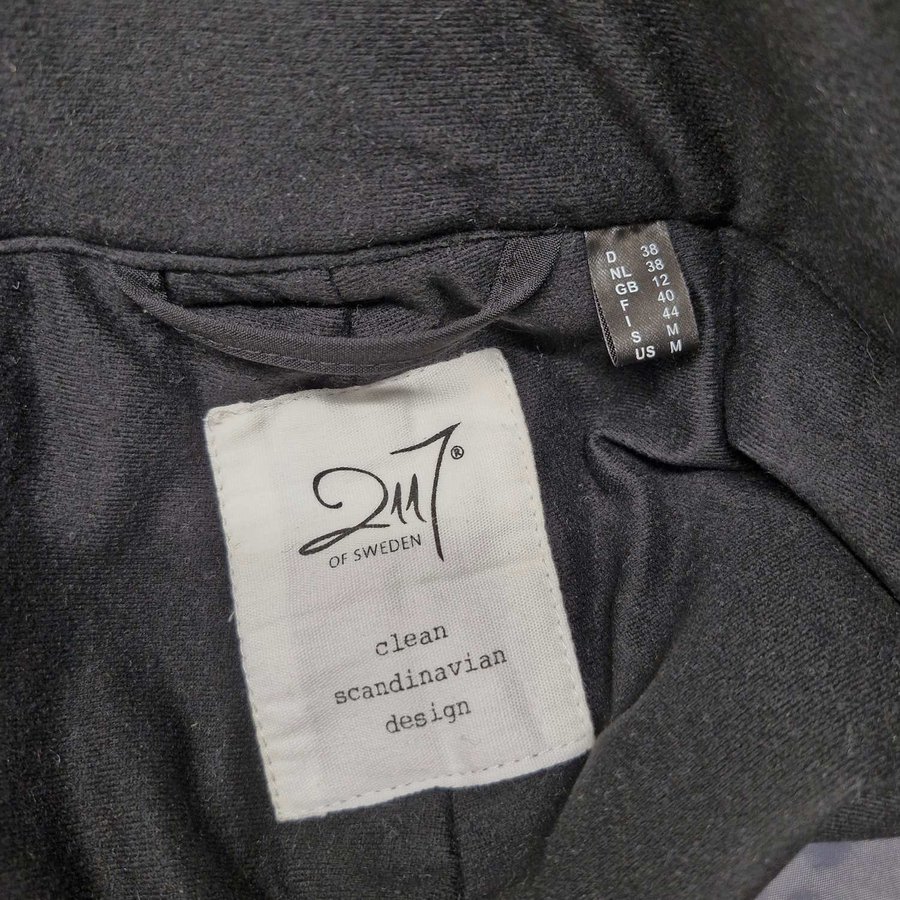 2117®
OF SWEDEN
clean
scandinavian
design
D 38
NL 38
GB 12
F 40
I 44
S M
US M